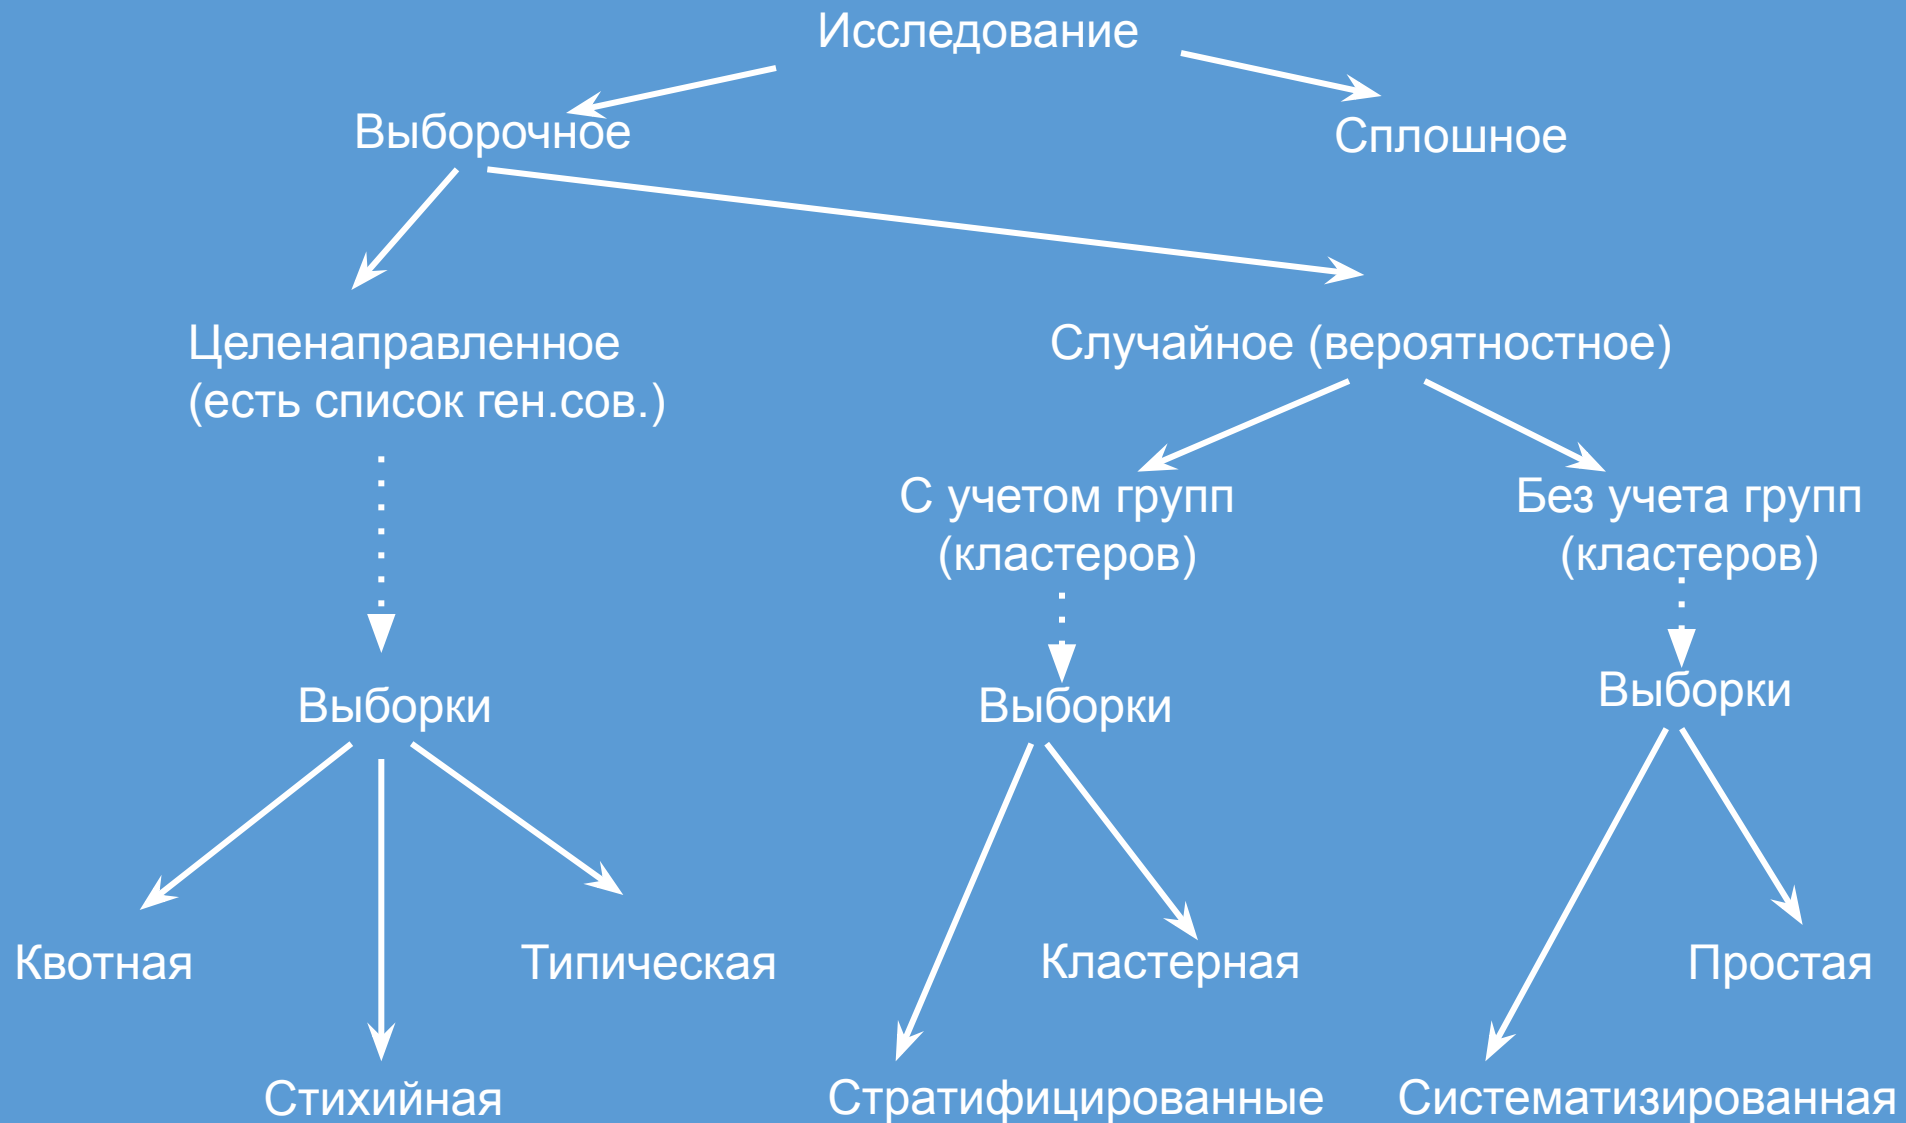 Исследование
Выборочное
Сплошное
Целенаправленное
(есть список ген.сов.)
Случайное (вероятностное)
С учетом групп
(кластеров)
Без учета групп
(кластеров)
Выборки
Выборки
Выборки
Квотная
Типическая
Кластерная
Простая
Стихийная
Стратифицированные
Систематизированная